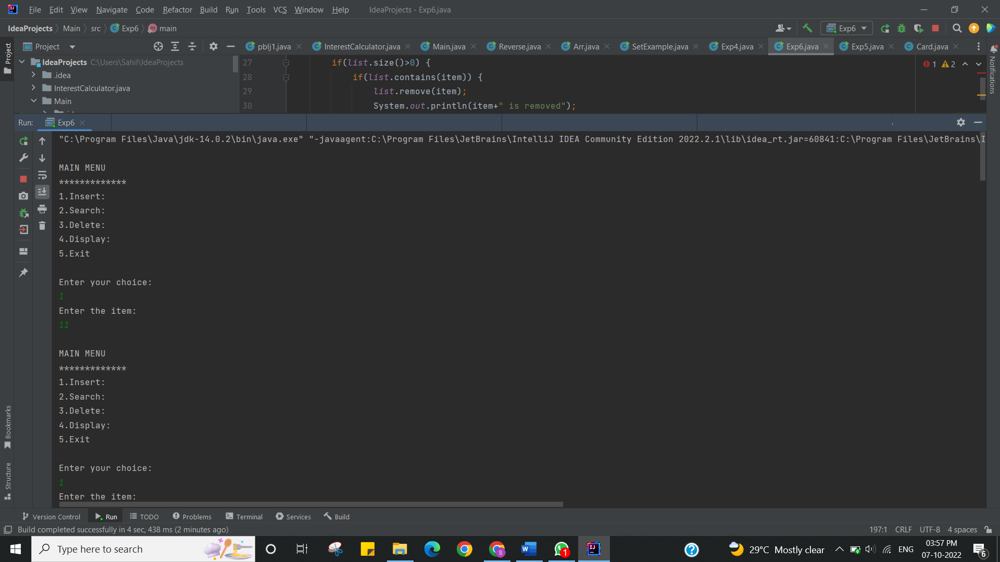 File Edit View Navigate Code Refactor Build Run Tools VCS Window Help IdeaProjects - Exp6.java
IdeaProjects Main src Exp6 main Exp6
Project
pblj1.java InterestCalculator.java Main.java Reverse.java Arr.java SetExample.java Exp4.java Exp6.java Exp5.java Card.java
Project
IdeaProjects C:\Users\Sahil\IdeaProjects
.idea
InterestCalculator.java
Main
27 if(list.size()>0) {
28 if(list.contains(item)) {
29 list.remove(item);
30 System.out.println(item+" is removed");
1 2
Notifications
Run: Exp6
"C:\Program Files\Java\jdk-14.0.2\bin\java.exe" "-javaagent:C:\Program Files\JetBrains\IntelliJ IDEA Community Edition 2022.2.1\lib\idea_rt.jar=60841:C:\Program Files\JetBrains\I
MAIN MENU
*************
1.Insert:
2.Search:
3.Delete:
4.Display:
5.Exit
Enter your choice:
1
Enter the item:
11
MAIN MENU
*************
1.Insert:
2.Search:
3.Delete:
4.Display:
5.Exit
Enter your choice:
1
Enter the item:
Bookmarks
Structure
Version Control Run TODO Problems Terminal Services Build
Build completed successfully in 4 sec, 438 ms (2 minutes ago) 197:1 CRLF UTF-8 4 spaces
Type here to search
1
29°C Mostly clear
ENG
03:57 PM
07-10-2022
6